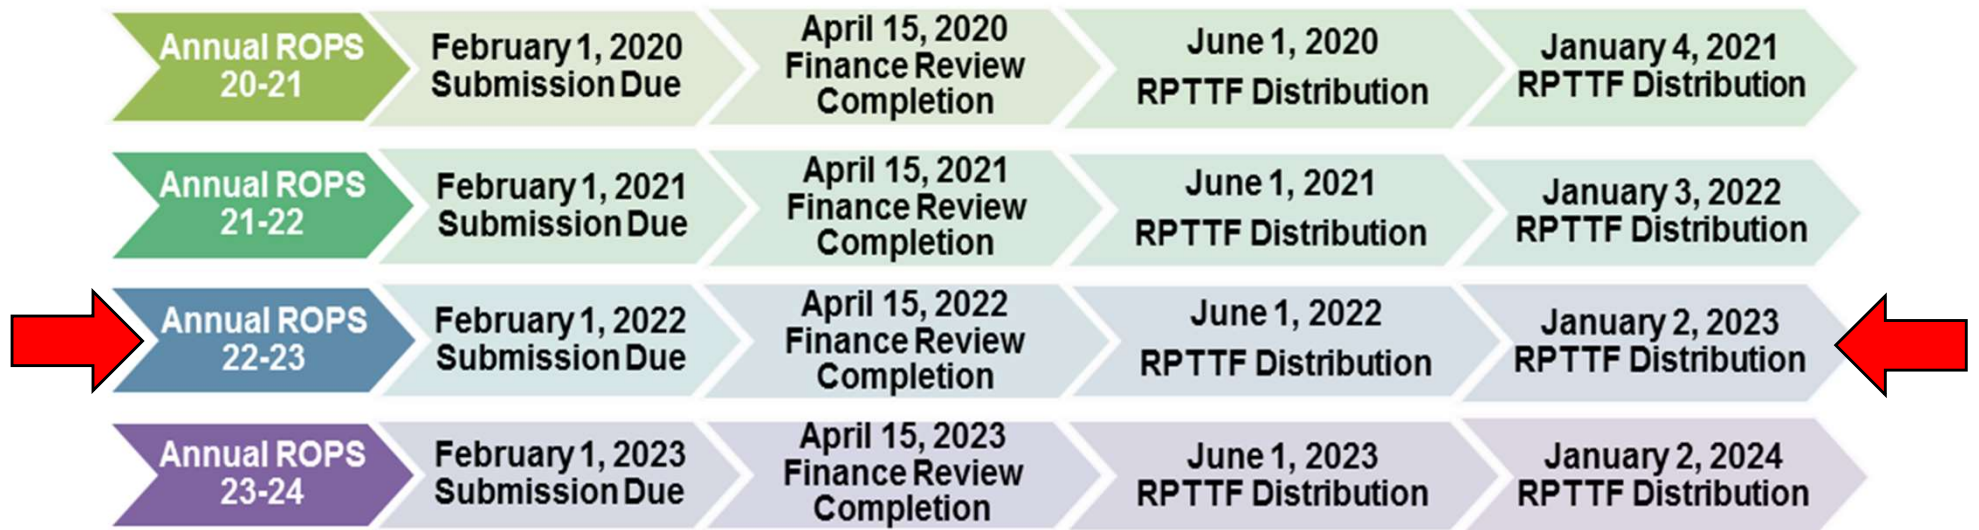 Annual ROPS
20-21
February 1, 2020
Submission Due
April 15, 2020
Finance Review
Completion
June 1, 2020
RPTTF Distribution
January 4, 2021
RPTTF Distribution
Annual ROPS
21-22
February 1, 2021
Submission Due
April 15, 2021
Finance Review
Completion
June 1, 2021
RPTTF Distribution
January 3, 2022
RPTTF Distribution
Annual ROPS
22-23
February 1, 2022
Submission Due
April 15, 2022
Finance Review
Completion
June 1, 2022
RPTTF Distribution
January 2, 2023
RPTTF Distribution
Annual ROPS
23-24
February 1, 2023
Submission Due
April 15, 2023
Finance Review
Completion
June 1, 2023
RPTTF Distribution
January 2, 2024
RPTTF Distribution